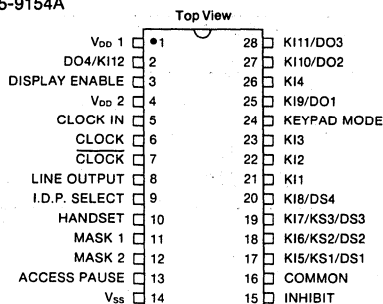 5-9154A
Top View
VDD 1 1 28 KI11/DO3
DO4/KI12 2 27 KI10/DO2
DISPLAY ENABLE 3 26 KI4
VDD 2 4 25 KI9/DO1
CLOCK IN 5 24 KEYPAD MODE
CLOCK 6 23 KI3
CLOCK 7 22 KI2
LINE OUTPUT 8 21 KI1
I.D.P. SELECT 9 20 KI8/DS4
HANDSET 10 19 KI7/KS3/DS3
MASK 1 11 18 KI6/KS2/DS2
MASK 2 12 17 KI5/KS1/DS1
ACCESS PAUSE 13 16 COMMON
VSS 14 15 INHIBIT